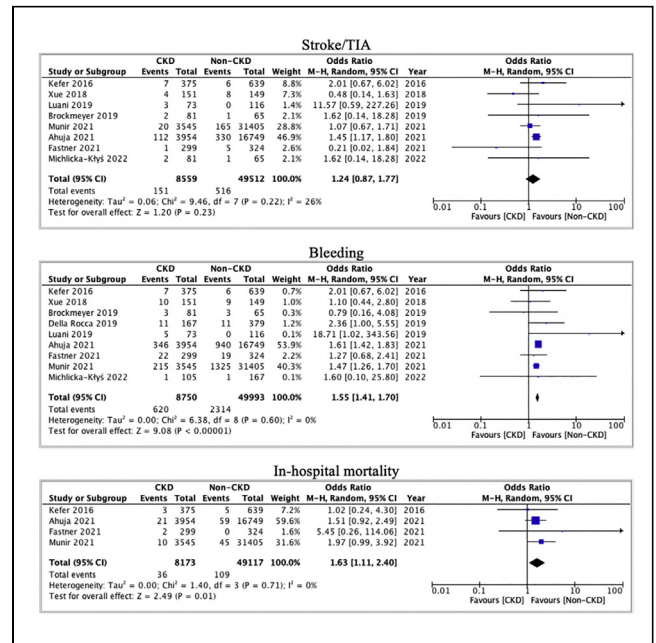 Stroke/TIA
CKD Non-CKD Odds Ratio Odds Ratio
Study or Subgroup Events Total Events Total Weight M-H, Random, 95% CI Year M-H, Random, 95% CI
Kefer 2016 7 375 6 639 8.8% 2.01 [0.67, 6.02] 2016
Xue 2018 4 151 8 149 7.3% 0.48 [0.14, 1.63] 2018
Luani 2019 3 73 0 116 1.4% 11.57 [0.59, 227.26] 2019
Brockmeyer 2019 2 81 1 65 2.1% 1.62 [0.14, 18.28] 2019
Munir 2021 20 3545 165 31405 28.8% 1.07 [0.67, 1.71] 2021
Ahuja 2021 112 3954 330 16749 46.9% 1.45 [1.17, 1.80] 2021
Fastner 2021 1 299 5 324 2.6% 0.21 [0.02, 1.84] 2021
Michlicka-Kłyś 2022 2 81 1 65 2.1% 1.62 [0.14, 18.28] 2022
Total (95% CI) 8559 49512 100.0% 1.24 [0.87, 1.77]
Total events 151 516
Heterogeneity: Tau² = 0.06; Chi² = 9.46, df = 7 (P = 0.22); I² = 26%
Test for overall effect: Z = 1.20 (P = 0.23)
0.01 0.1 1 10 100
Favours [CKD] Favours [Non-CKD]
Bleeding
CKD Non-CKD Odds Ratio Odds Ratio
Study or Subgroup Events Total Events Total Weight M-H, Random, 95% CI Year M-H, Random, 95% CI
Kefer 2016 7 375 6 639 0.7% 2.01 [0.67, 6.02] 2016
Xue 2018 10 151 9 149 1.0% 1.10 [0.44, 2.80] 2018
Brockmeyer 2019 3 81 3 65 0.3% 0.79 [0.16, 4.08] 2019
Della Rocca 2019 11 167 11 379 1.2% 2.36 [1.00, 5.55] 2019
Luani 2019 5 73 0 116 0.1% 18.71 [1.02, 343.56] 2019
Ahuja 2021 346 3954 940 16749 53.9% 1.61 [1.42, 1.83] 2021
Fastner 2021 22 299 19 324 2.2% 1.27 [0.68, 2.41] 2021
Munir 2021 215 3545 1325 31405 40.3% 1.47 [1.26, 1.70] 2021
Michlicka-Kłyś 2022 1 105 1 167 0.1% 1.60 [0.10, 25.80] 2022
Total (95% CI) 8750 49993 100.0% 1.55 [1.41, 1.70]
Total events 620 2314
Heterogeneity: Tau² = 0.00; Chi² = 6.38, df = 8 (P = 0.60); I² = 0%
Test for overall effect: Z = 9.08 (P < 0.00001)
0.01 0.1 1 10 100
Favours [CKD] Favours [Non-CKD]
In-hospital mortality
CKD Non-CKD Odds Ratio Odds Ratio
Study or Subgroup Events Total Events Total Weight M-H, Random, 95% CI Year M-H, Random, 95% CI
Kefer 2016 3 375 5 639 7.2% 1.02 [0.24, 4.30] 2016
Ahuja 2021 21 3954 59 16749 59.6% 1.51 [0.92, 2.49] 2021
Fastner 2021 2 299 0 324 1.6% 5.45 [0.26, 114.06] 2021
Munir 2021 10 3545 45 31405 31.6% 1.97 [0.99, 3.92] 2021
Total (95% CI) 8173 49117 100.0% 1.63 [1.11, 2.40]
Total events 36 109
Heterogeneity: Tau² = 0.00; Chi² = 1.40, df = 3 (P = 0.71); I² = 0%
Test for overall effect: Z = 2.49 (P = 0.01)
0.01 0.1 1 10 100
Favours [CKD] Favours [Non-CKD]